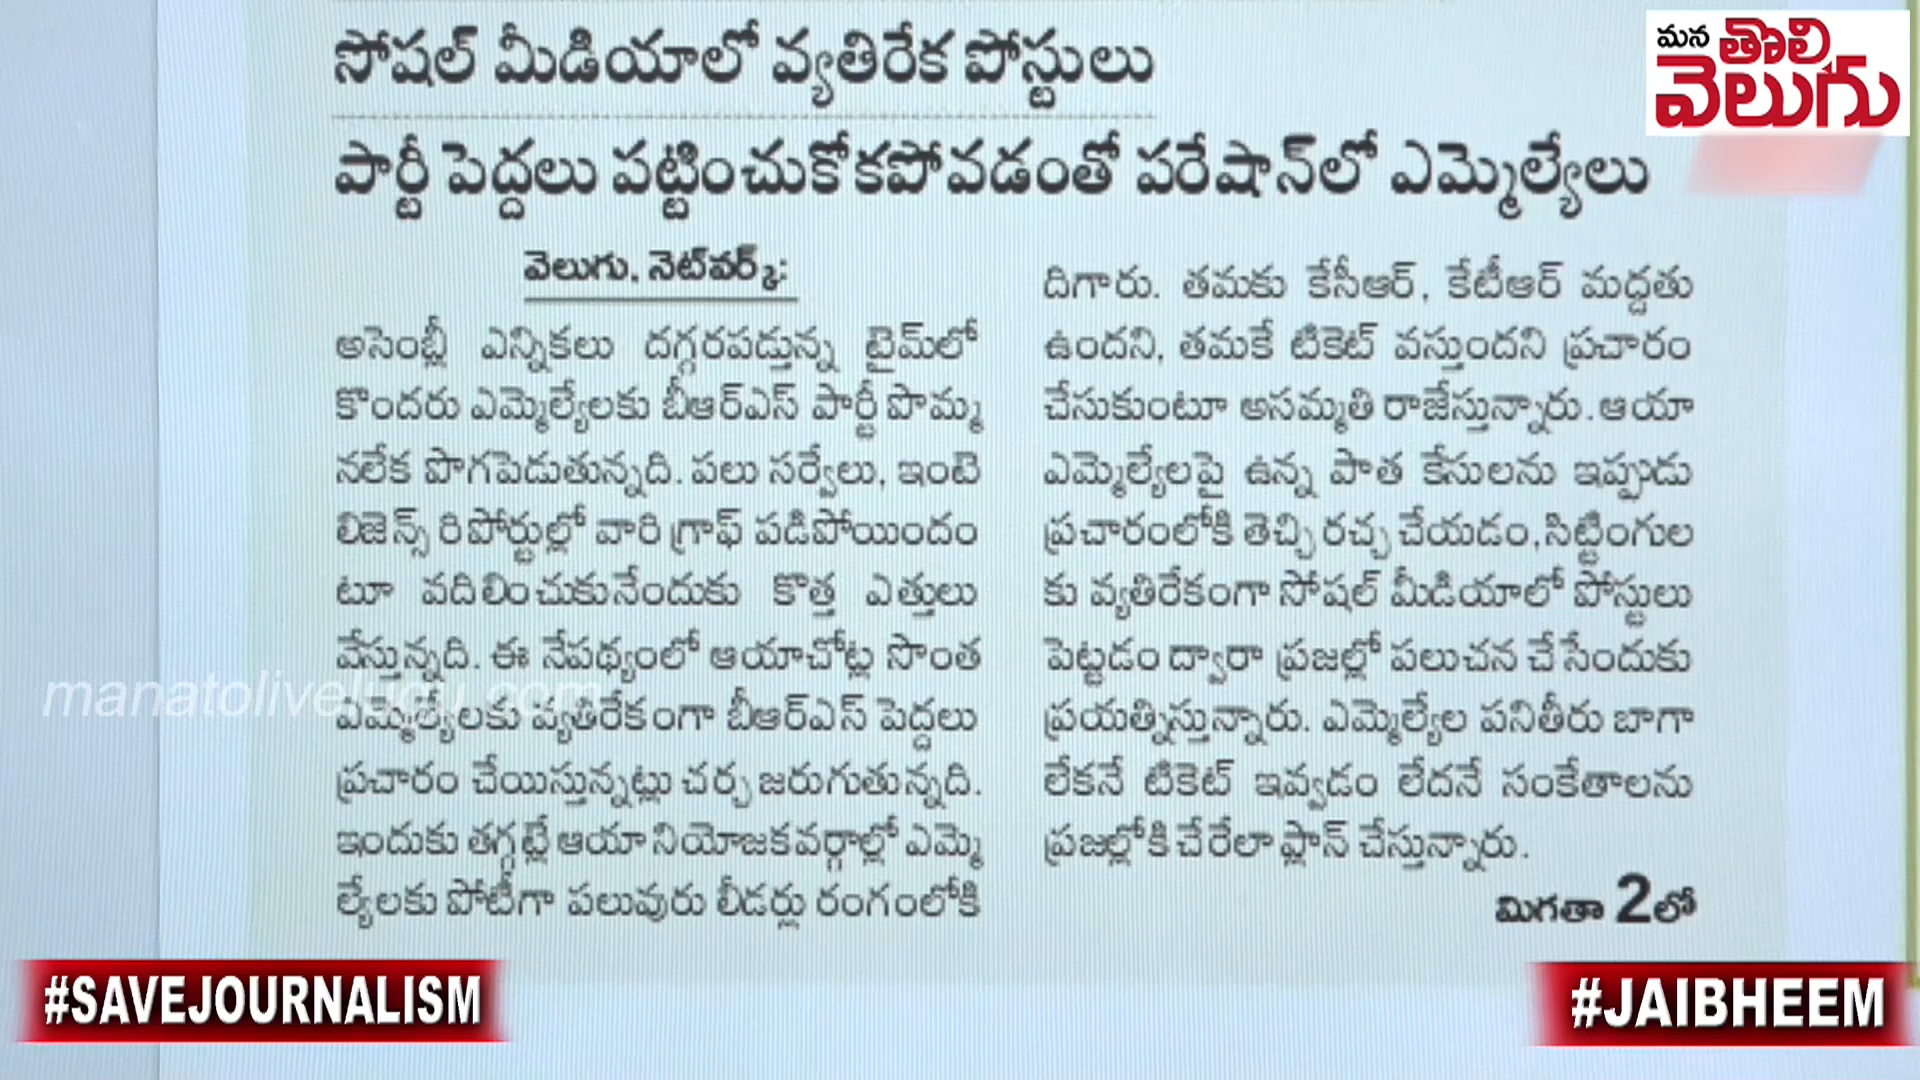 సోషల్ మీడియాలో వ్యతిరేక పోస్టులు
పార్టీ పెద్దలు పట్టించుకోకపోవడంతో పరేషాన్‌లో ఎమ్మెల్యేలు
మన తొలి వెలుగు
వెలుగు, నెట్‌వర్క్:
అసెంబ్లీ ఎన్నికలు దగ్గరపడ్తున్న టైమ్‌లో
కొందరు ఎమ్మెల్యేలకు బీఆర్ఎస్ పార్టీ పొమ్మ
నలేక పొగపెడుతున్నది. పలు సర్వేలు, ఇంటె
లిజెన్స్ రిపోర్టుల్లో వారి గ్రాఫ్ పడిపోయిందం
టూ వదిలించుకునేందుకు కొత్త ఎత్తులు
వేస్తున్నది. ఈ నేపథ్యంలో ఆయాచోట్ల సొంత
ఎమ్మెల్యేలకు వ్యతిరేకంగా బీఆర్ఎస్ పెద్దలు
ప్రచారం చేయిస్తున్నట్లు చర్చ జరుగుతున్నది.
ఇందుకు తగ్గట్లే ఆయా నియోజకవర్గాల్లో ఎమ్మె
ల్యేలకు పోటీగా పలువురు లీడర్లు రంగంలోకి
దిగారు. తమకు కేసీఆర్, కేటీఆర్ మద్దతు
ఉందని, తమకే టికెట్ వస్తుందని ప్రచారం
చేసుకుంటూ అసమ్మతి రాజేస్తున్నారు. ఆయా
ఎమ్మెల్యేలపై ఉన్న పాత కేసులను ఇప్పుడు
ప్రచారంలోకి తెచ్చి రచ్చ చేయడం, సిట్టింగుల
కు వ్యతిరేకంగా సోషల్ మీడియాలో పోస్టులు
పెట్టడం ద్వారా ప్రజల్లో పలుచన చేసేందుకు
ప్రయత్నిస్తున్నారు. ఎమ్మెల్యేల పనితీరు బాగా
లేకనే టికెట్ ఇవ్వడం లేదనే సంకేతాలను
ప్రజల్లోకి చేరేలా ప్లాన్ చేస్తున్నారు.
మిగతా 2లో
manatolivelugu.com
#SAVEJOURNALISM
#JAIBHEEM